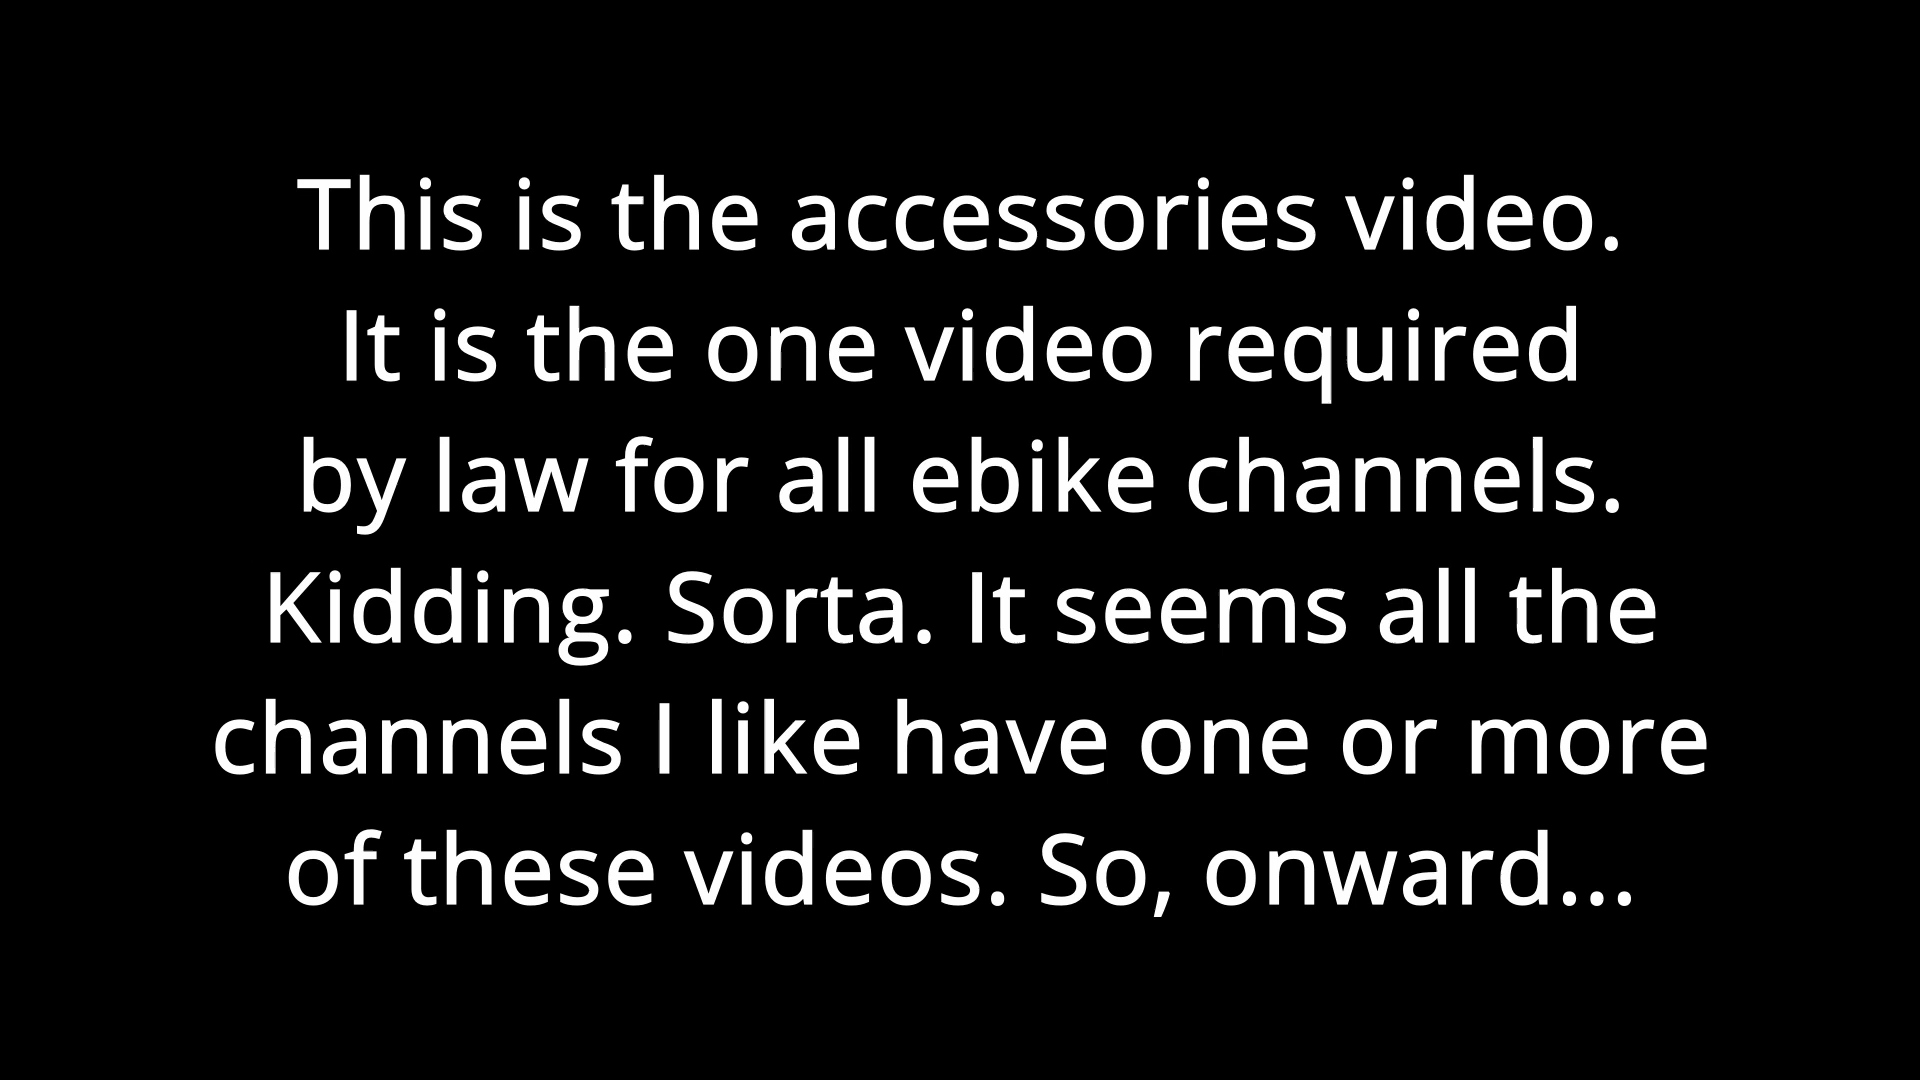 This is the accessories video.
It is the one video required
by law for all ebike channels.
Kidding. Sorta. It seems all the
channels I like have one or more
of these videos. So, onward...